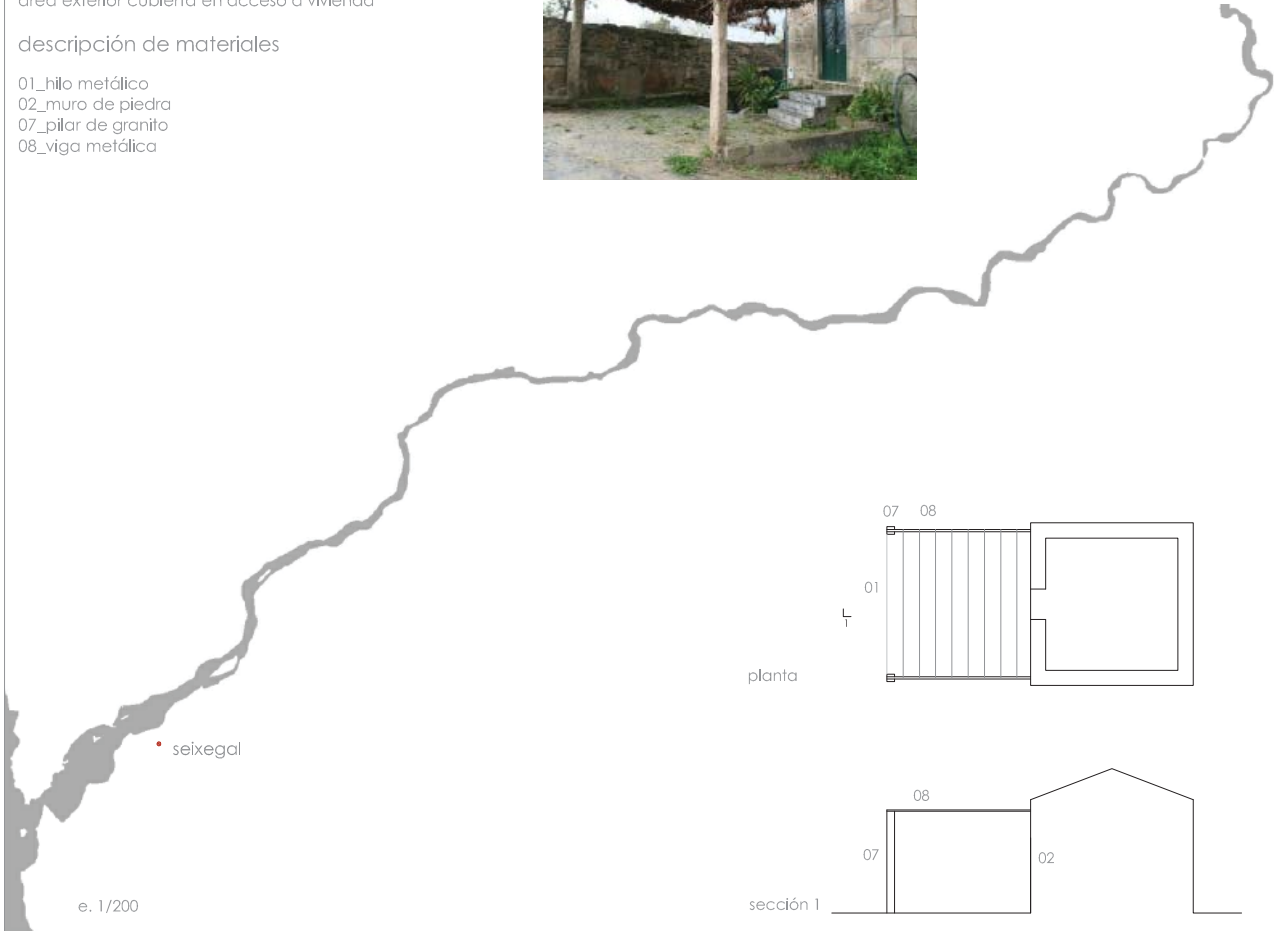 área exterior cubierta en acceso a vivienda
descripción de materiales
01_hilo metálico
02_muro de piedra
07_pilar de granito
08_viga metálica
07 08
01
1
planta
seixegal
08
07
02
sección 1
e. 1/200